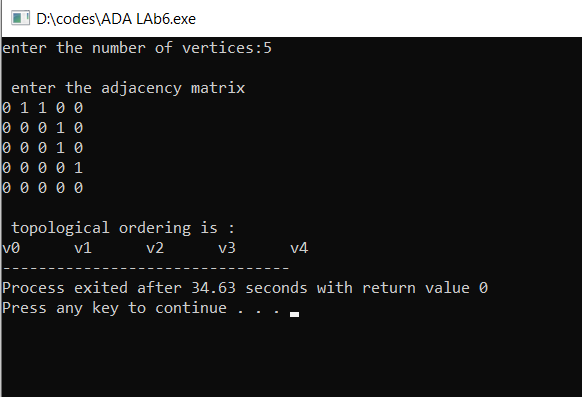 D:\codes\ADA LAb6.exe
enter the number of vertices:5
enter the adjacency matrix
0 1 1 0 0
0 0 0 1 0
0 0 0 1 0
0 0 0 0 1
0 0 0 0 0
topological ordering is :
v0 v1 v2 v3 v4
--------------------------------
Process exited after 34.63 seconds with return value 0
Press any key to continue . . .